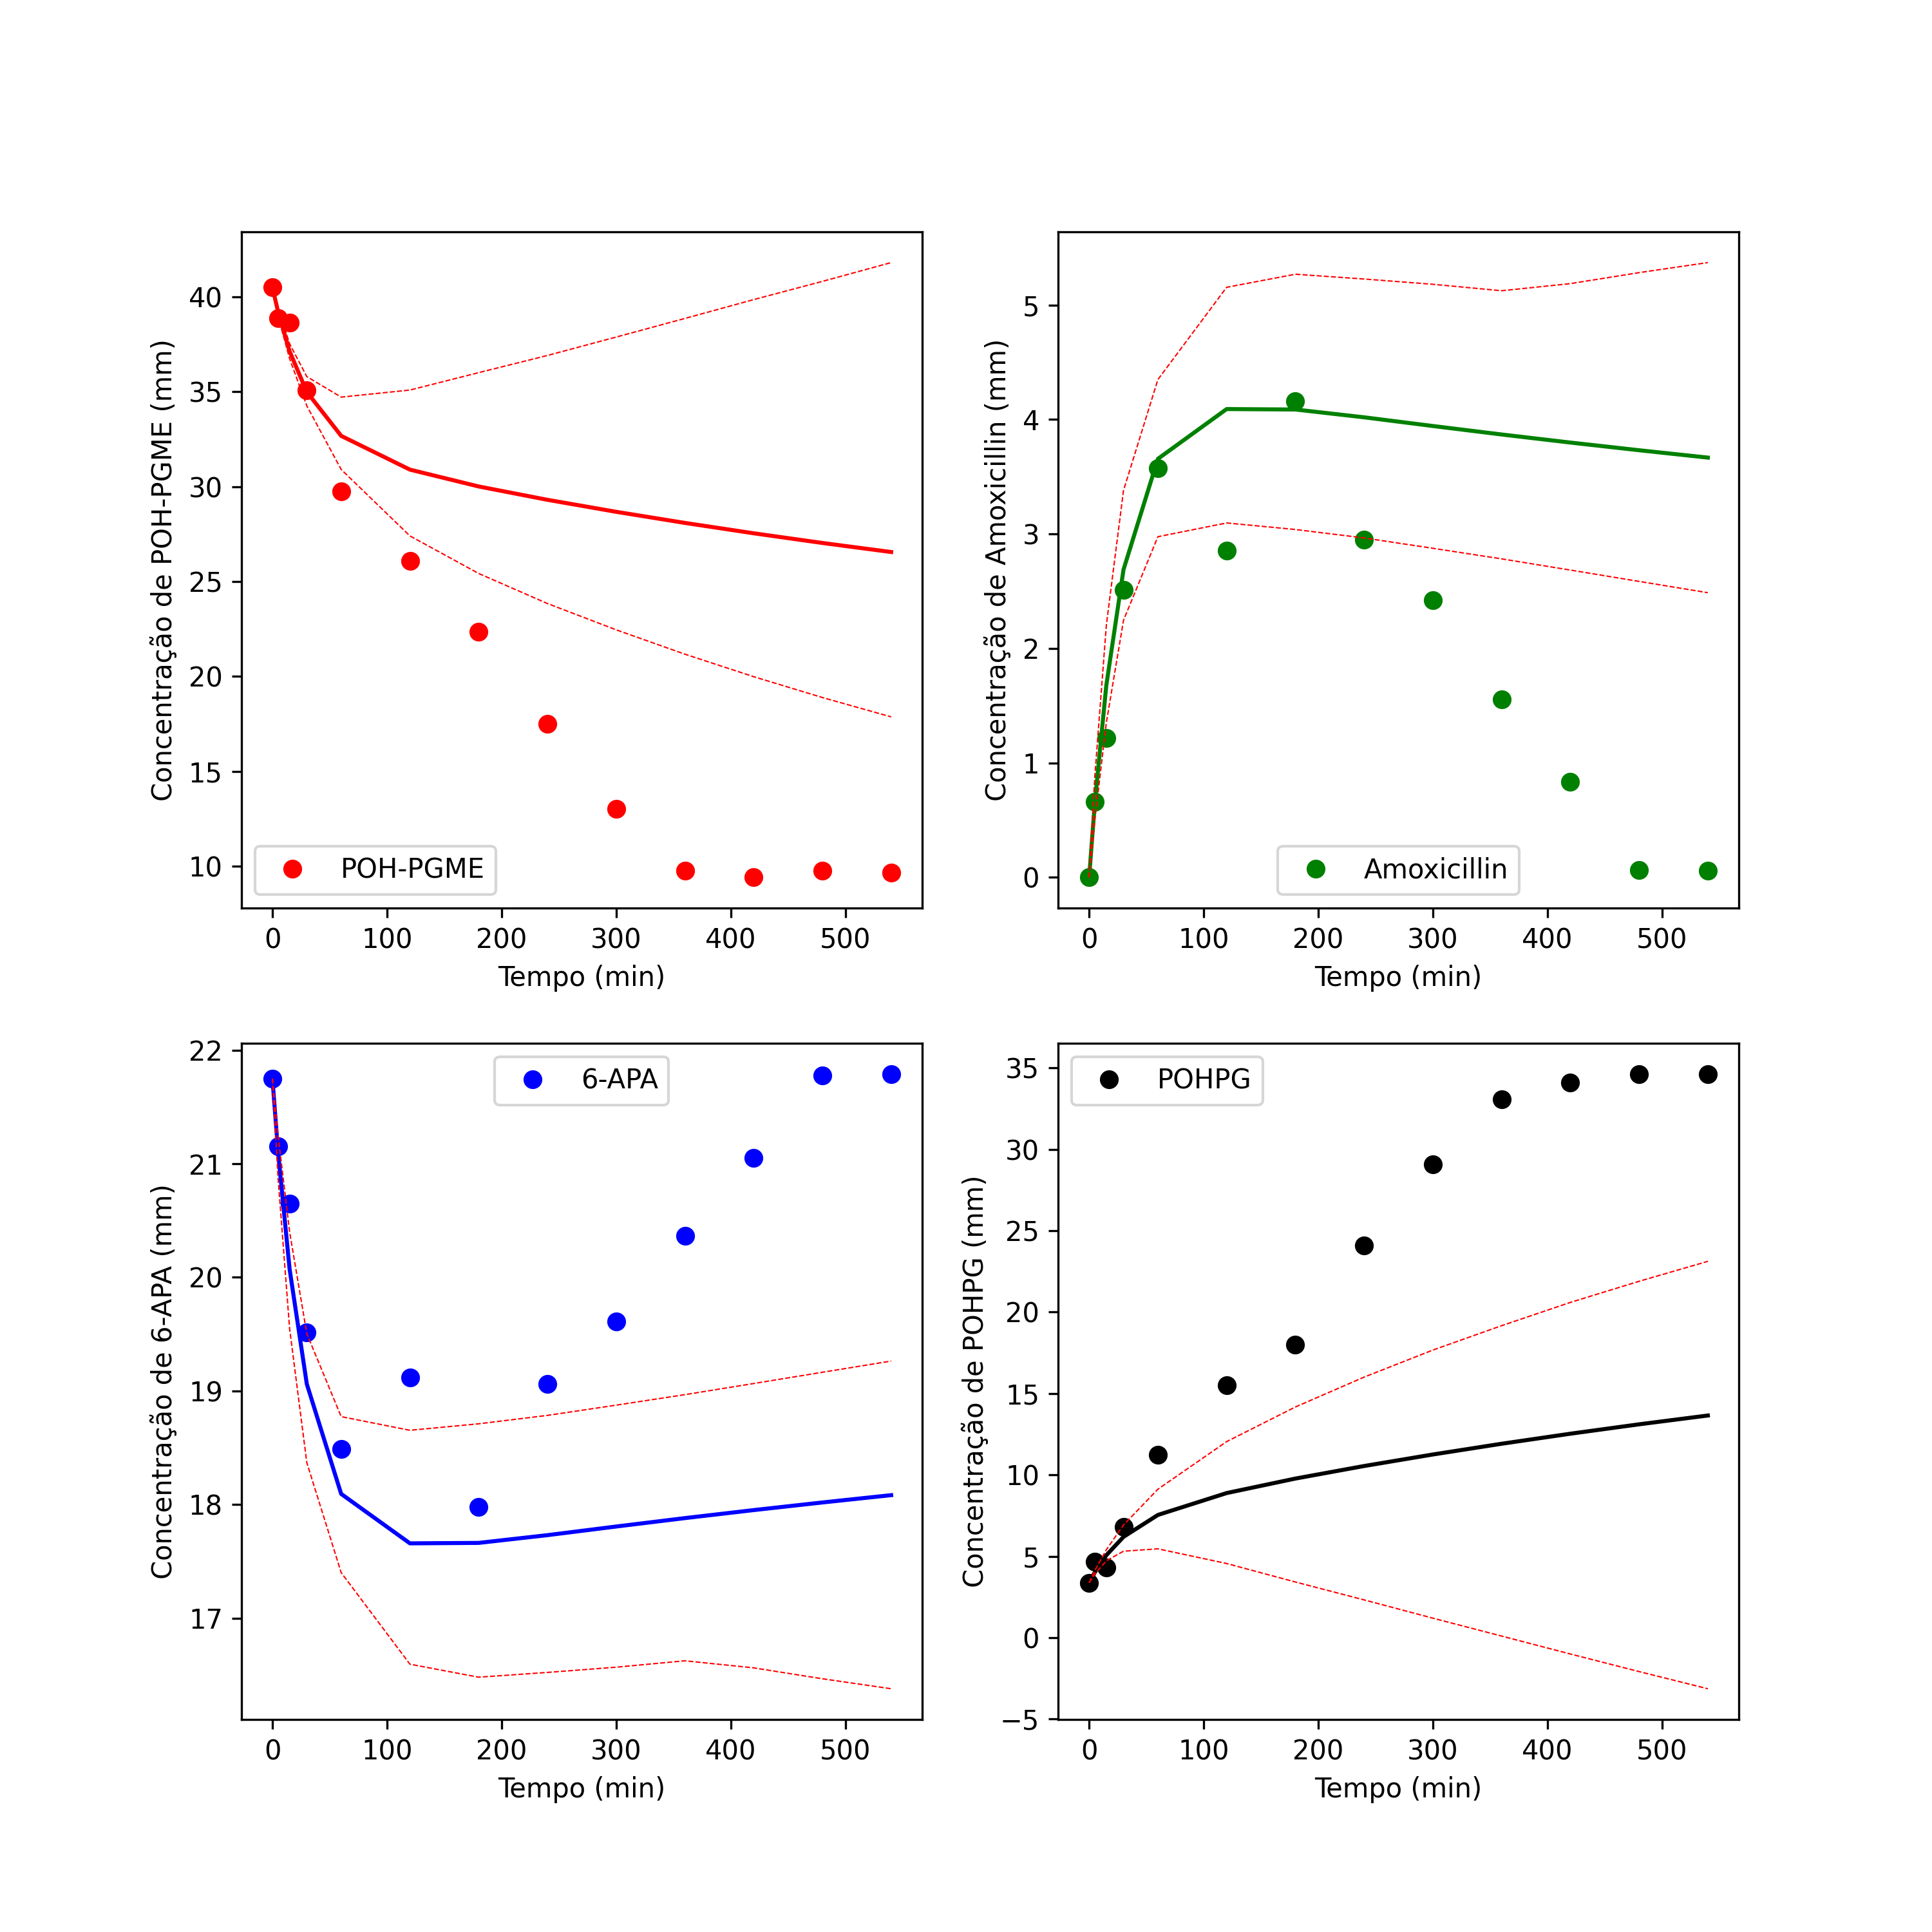 Concentração de POH-PGME (mm)
40
35
30
25
20
15
10
POH-PGME
0 100 200 300 400 500
Tempo (min)
Concentração de Amoxicillin (mm)
5
4
3
2
1
0
Amoxicillin
0 100 200 300 400 500
Tempo (min)
Concentração de 6-APA (mm)
22
21
20
19
18
17
6-APA
0 100 200 300 400 500
Tempo (min)
Concentração de POHPG (mm)
35
30
25
20
15
10
5
0
−5
POHPG
0 100 200 300 400 500
Tempo (min)